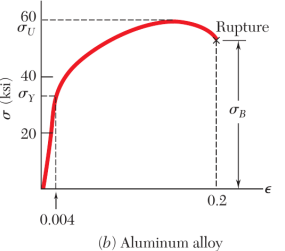 60
σU
Rupture
40
σY
σ (ksi)
σB
20
ϵ
0.2
0.004
(b) Aluminum alloy